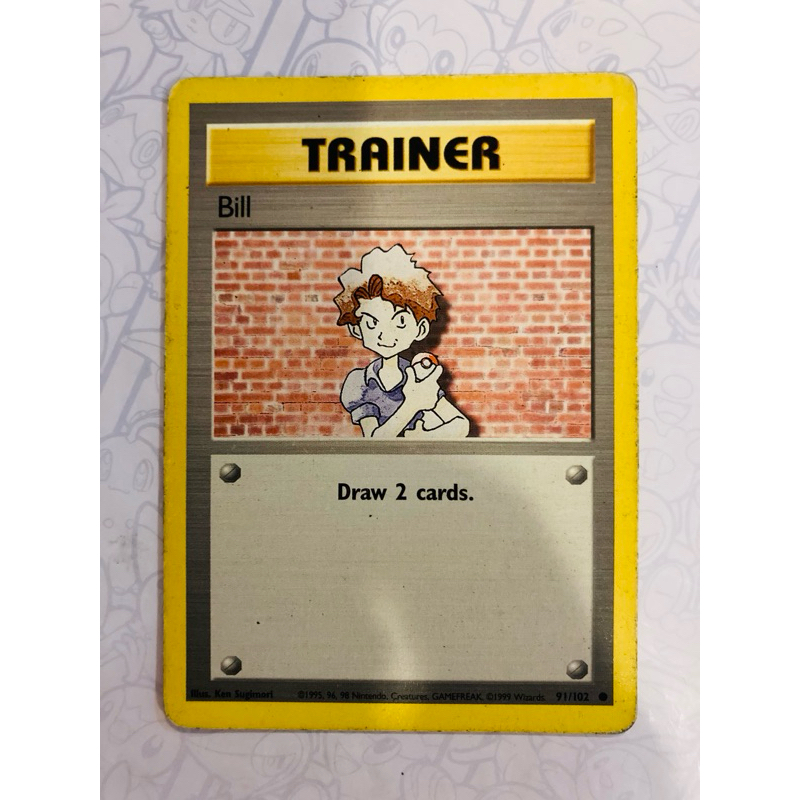 TRAINER
Bill
Draw 2 cards.
Illus. Ken Sugimori ©1995, 96, 98 Nintendo, Creatures, GAMEFREAK. ©1999 Wizards. 91/102